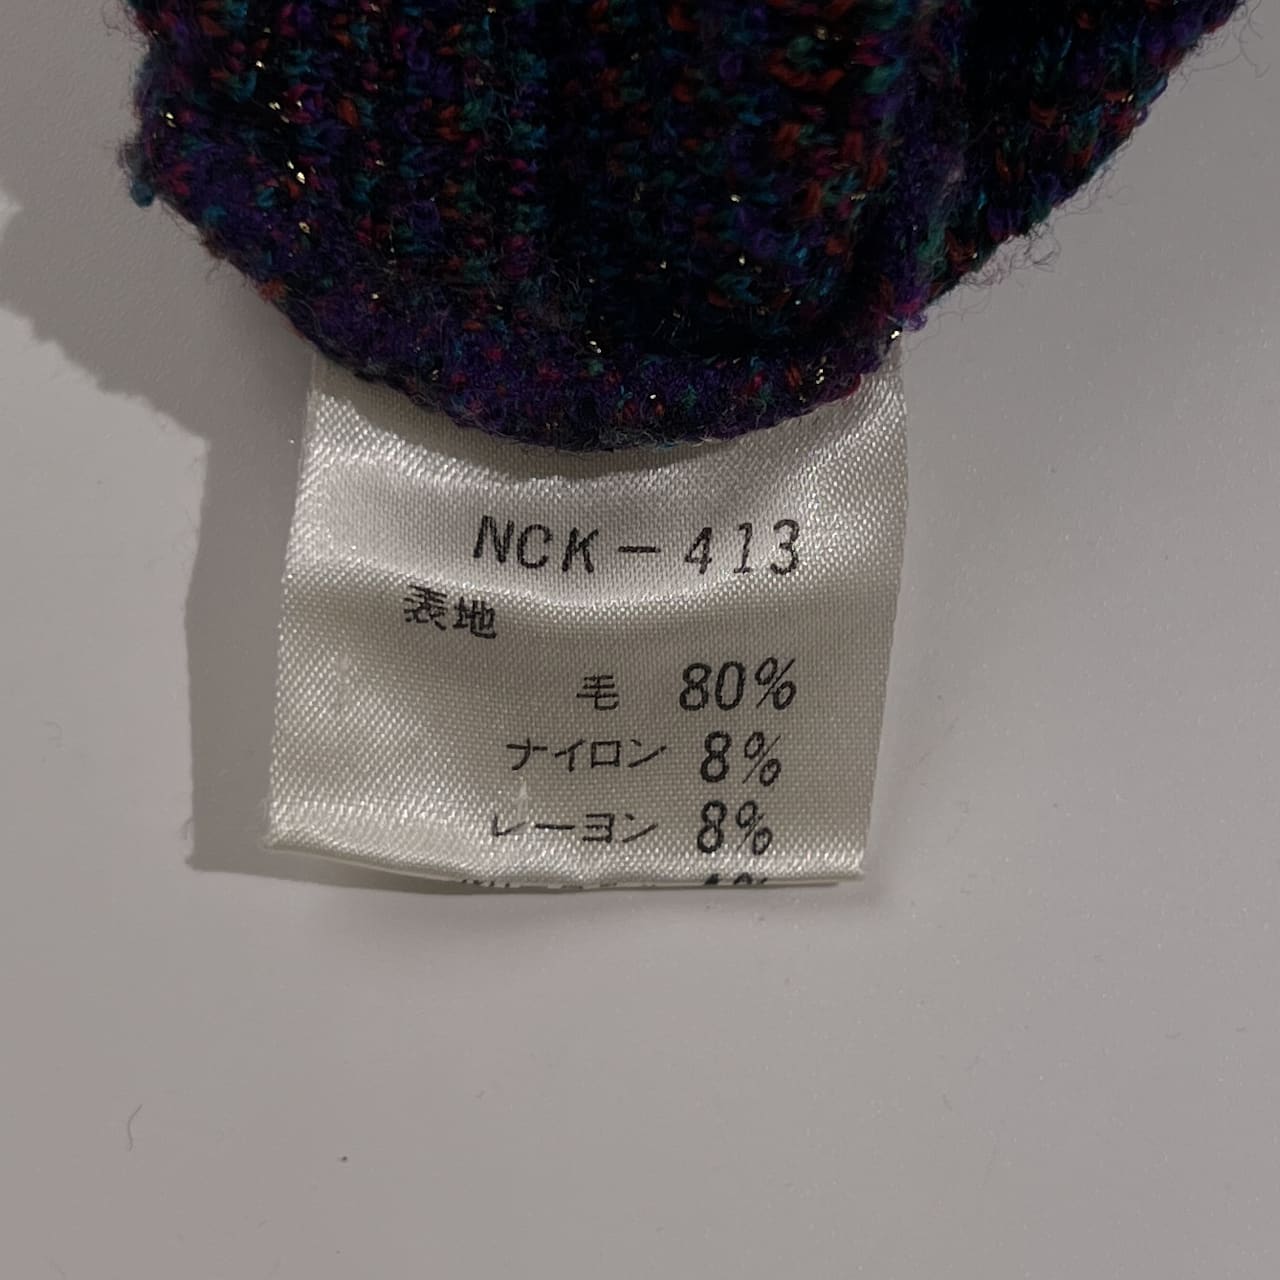 NCK-413
表地
毛 80%
ナイロン 8%
レーヨン 8%